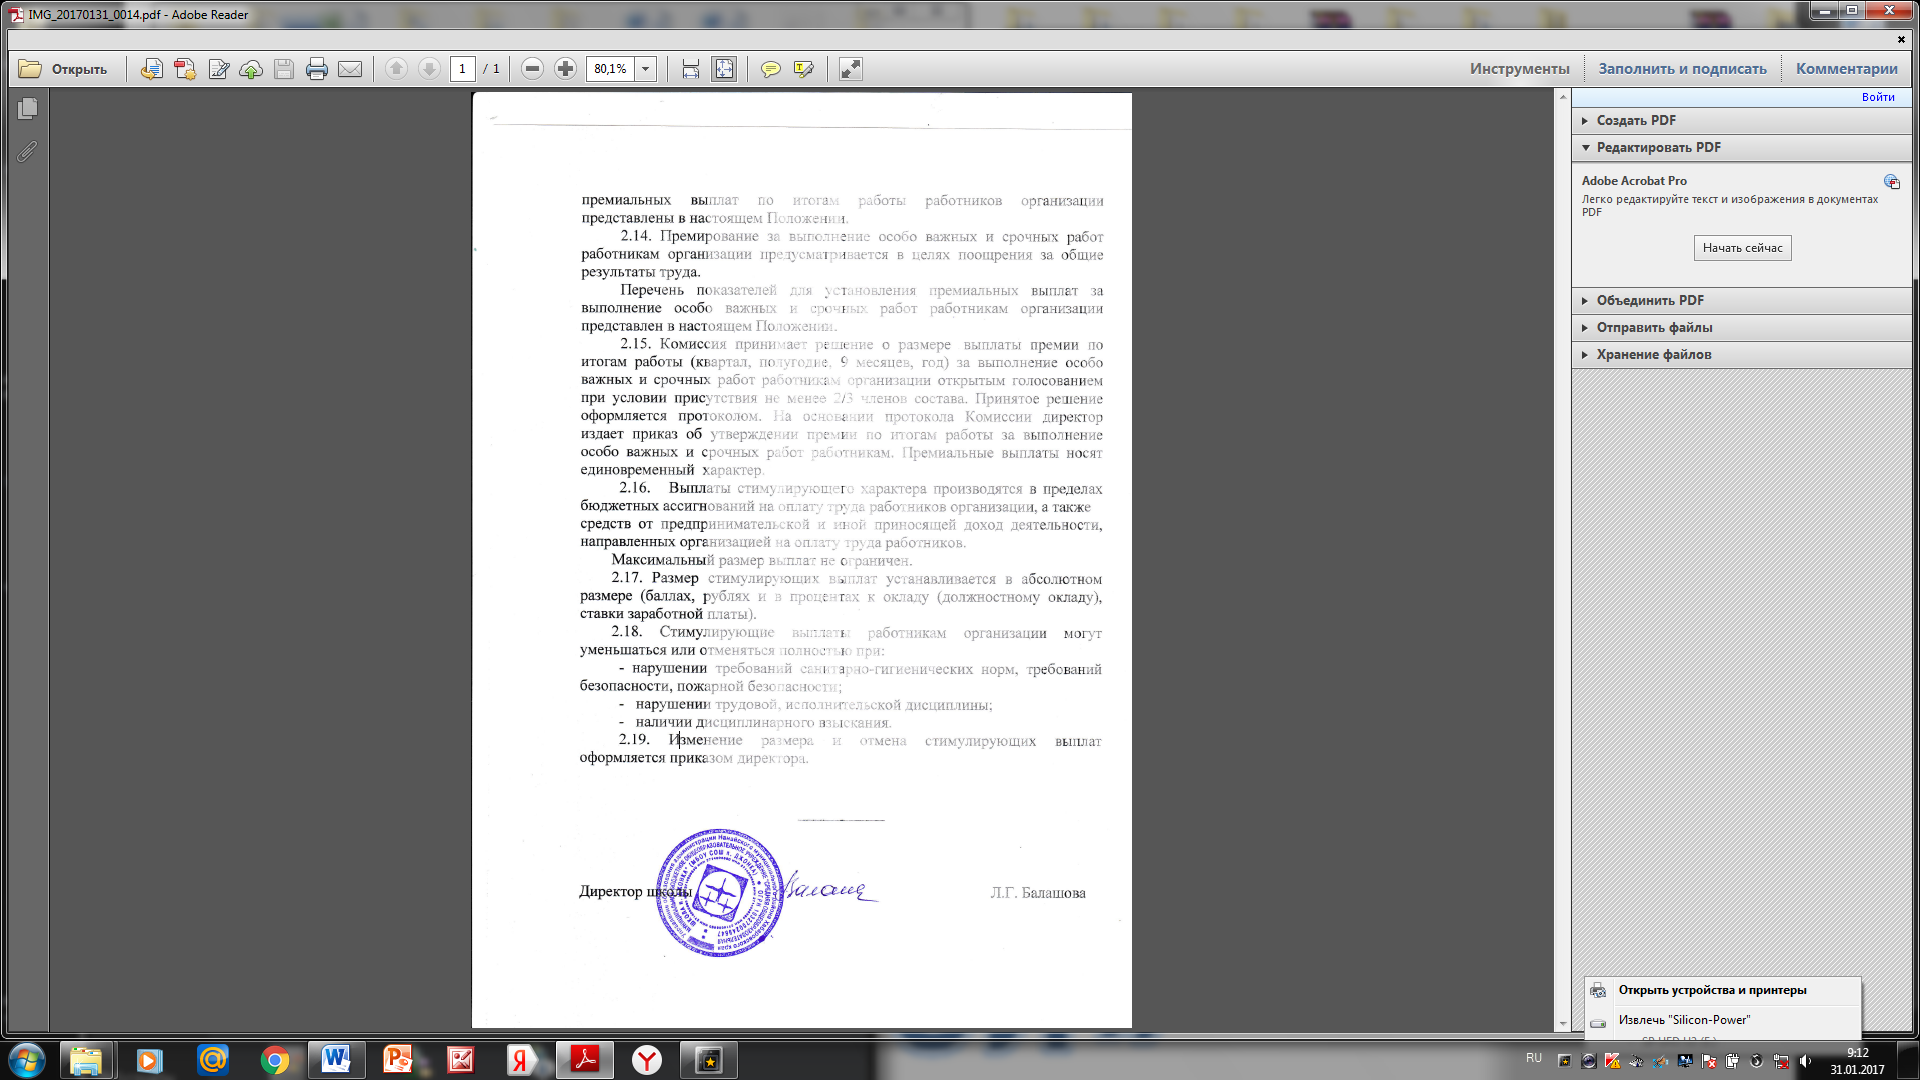 IMG_20170131_0014.pdf - Adobe Reader
Открыть
1 / 1
80,1%
Инструменты
Заполнить и подписать
Комментарии
Войти
Создать PDF
Редактировать PDF
Adobe Acrobat Pro
Легко редактируйте текст и изображения в документах
PDF
Начать сейчас
Объединить PDF
Отправить файлы
Хранение файлов
премиальных выплат по итогам работы работников организации
представлены в настоящем Положении.
2.14. Премирование за выполнение особо важных и срочных работ
работникам организации предусматривается в целях поощрения за общие
результаты труда.
Перечень показателей для установления премиальных выплат за
выполнение особо важных и срочных работ работникам организации
представлен в настоящем Положении.
2.15. Комиссия принимает решение о размере выплаты премии по
итогам работы (квартал, полугодие, 9 месяцев, год) за выполнение особо
важных и срочных работ работникам организации открытым голосованием
при условии присутствия не менее 2/3 членов состава. Принятое решение
оформляется протоколом. На основании протокола Комиссии директор
издает приказ об утверждении премии по итогам работы за выполнение
особо важных и срочных работ работникам. Премиальные выплаты носят
единовременный характер.
2.16. Выплаты стимулирующего характера производятся в пределах
бюджетных ассигнований на оплату труда работников организации, а также
средств от предпринимательской и иной приносящей доход деятельности,
направленных организацией на оплату труда работников.
Максимальный размер выплат не ограничен.
2.17. Размер стимулирующих выплат устанавливается в абсолютном
размере (баллах, рублях и в процентах к окладу (должностному окладу),
ставки заработной платы).
2.18. Стимулирующие выплаты работникам организации могут
уменьшаться или отменяться полностью при:
- нарушении требований санитарно-гигиенических норм, требований
безопасности, пожарной безопасности;
- нарушении трудовой, исполнительской дисциплины;
- наличии дисциплинарного взыскания.
2.19. Изменение размера и отмена стимулирующих выплат
оформляется приказом директора.
Директор школы
Л.Г. Балашова
Открыть устройства и принтеры
Извлечь "Silicon-Power"
RU
9:12
31.01.2017